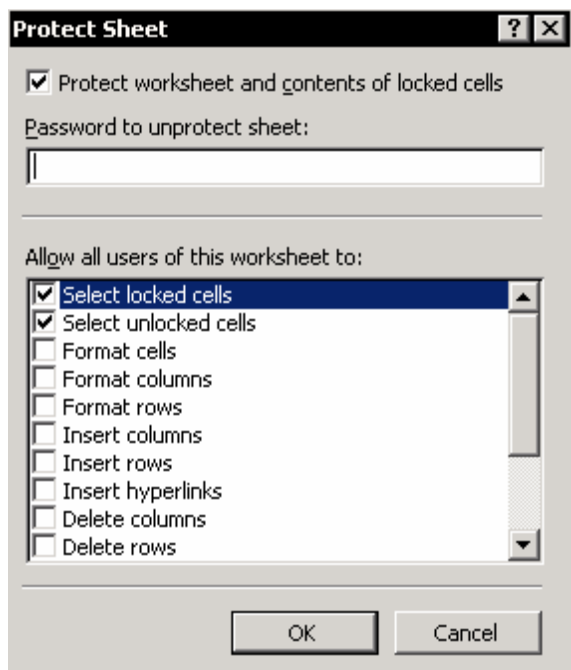 Protect Sheet
Protect worksheet and contents of locked cells
Password to unprotect sheet:
Allow all users of this worksheet to:
Select locked cells
Select unlocked cells
Format cells
Format columns
Format rows
Insert columns
Insert rows
Insert hyperlinks
Delete columns
Delete rows
OK Cancel